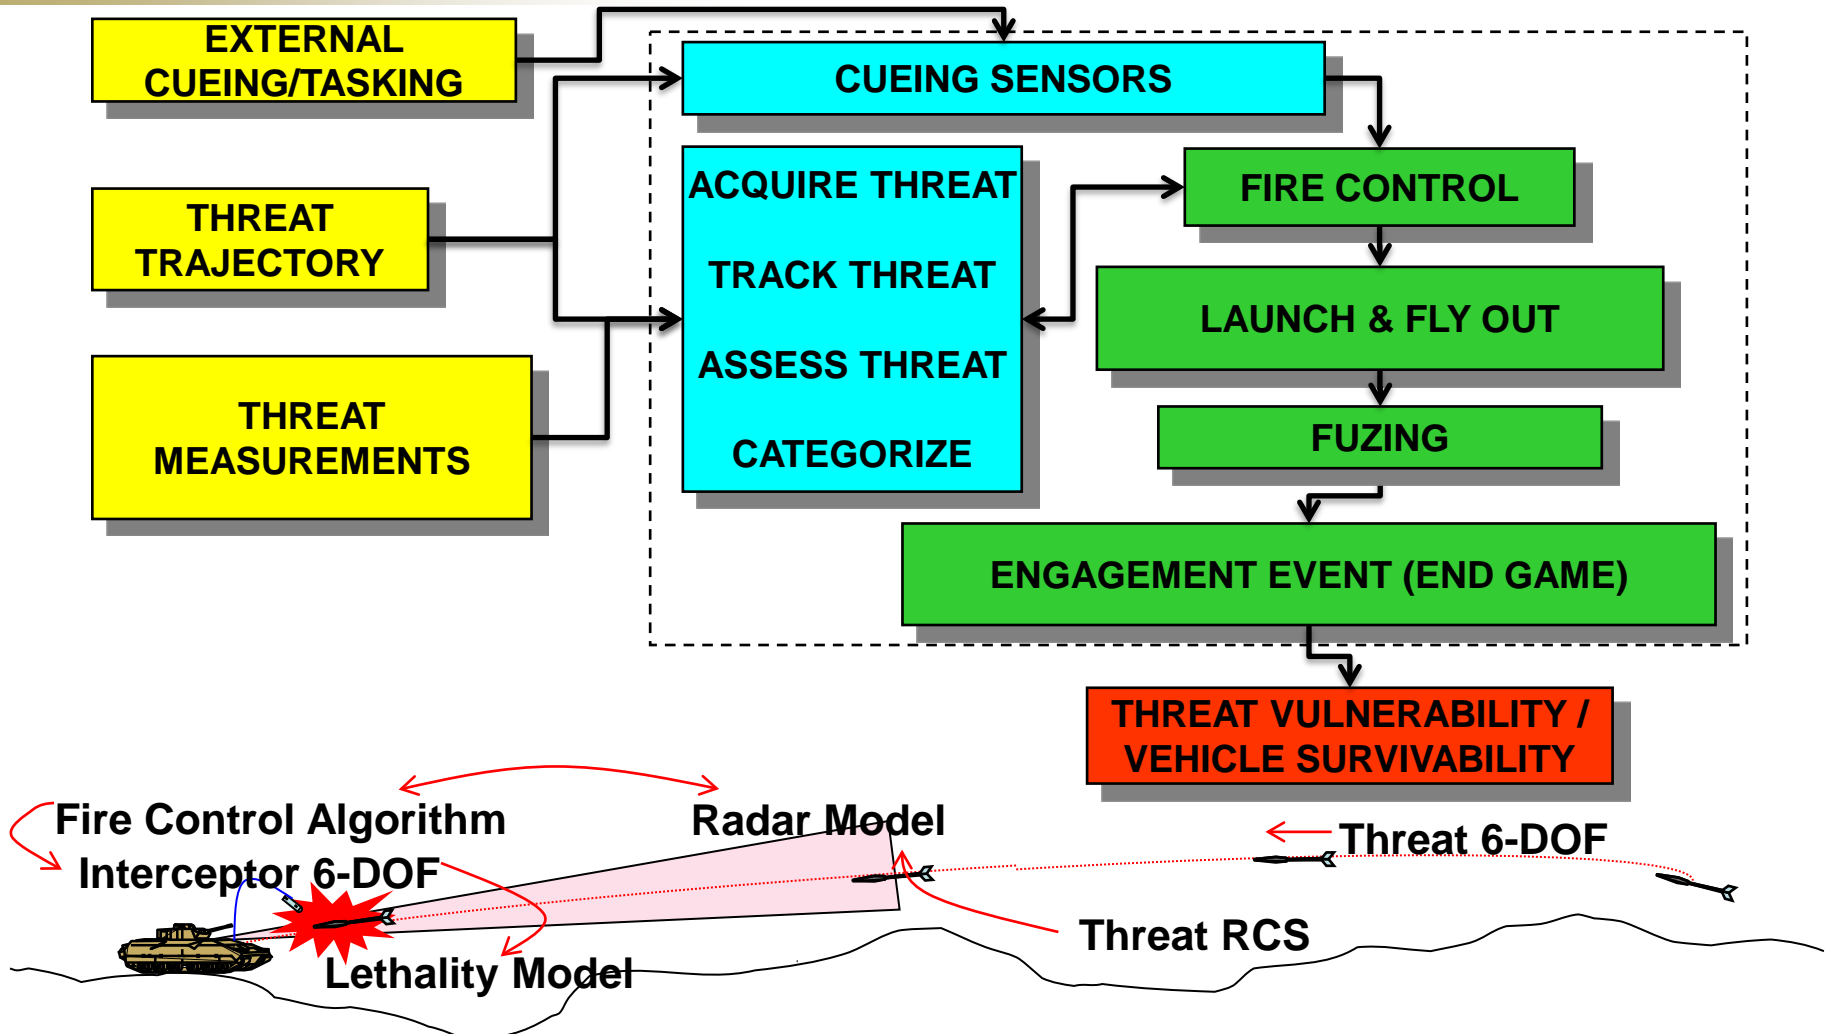 EXTERNAL
CUEING/TASKING
CUEING SENSORS
THREAT
TRAJECTORY
ACQUIRE THREAT
TRACK THREAT
ASSESS THREAT
CATEGORIZE
FIRE CONTROL
LAUNCH & FLY OUT
THREAT
MEASUREMENTS
FUZING
ENGAGEMENT EVENT (END GAME)
THREAT VULNERABILITY /
VEHICLE SURVIVABILITY
Fire Control Algorithm
Interceptor 6-DOF
Radar Model
Threat 6-DOF
Threat RCS
Lethality Model